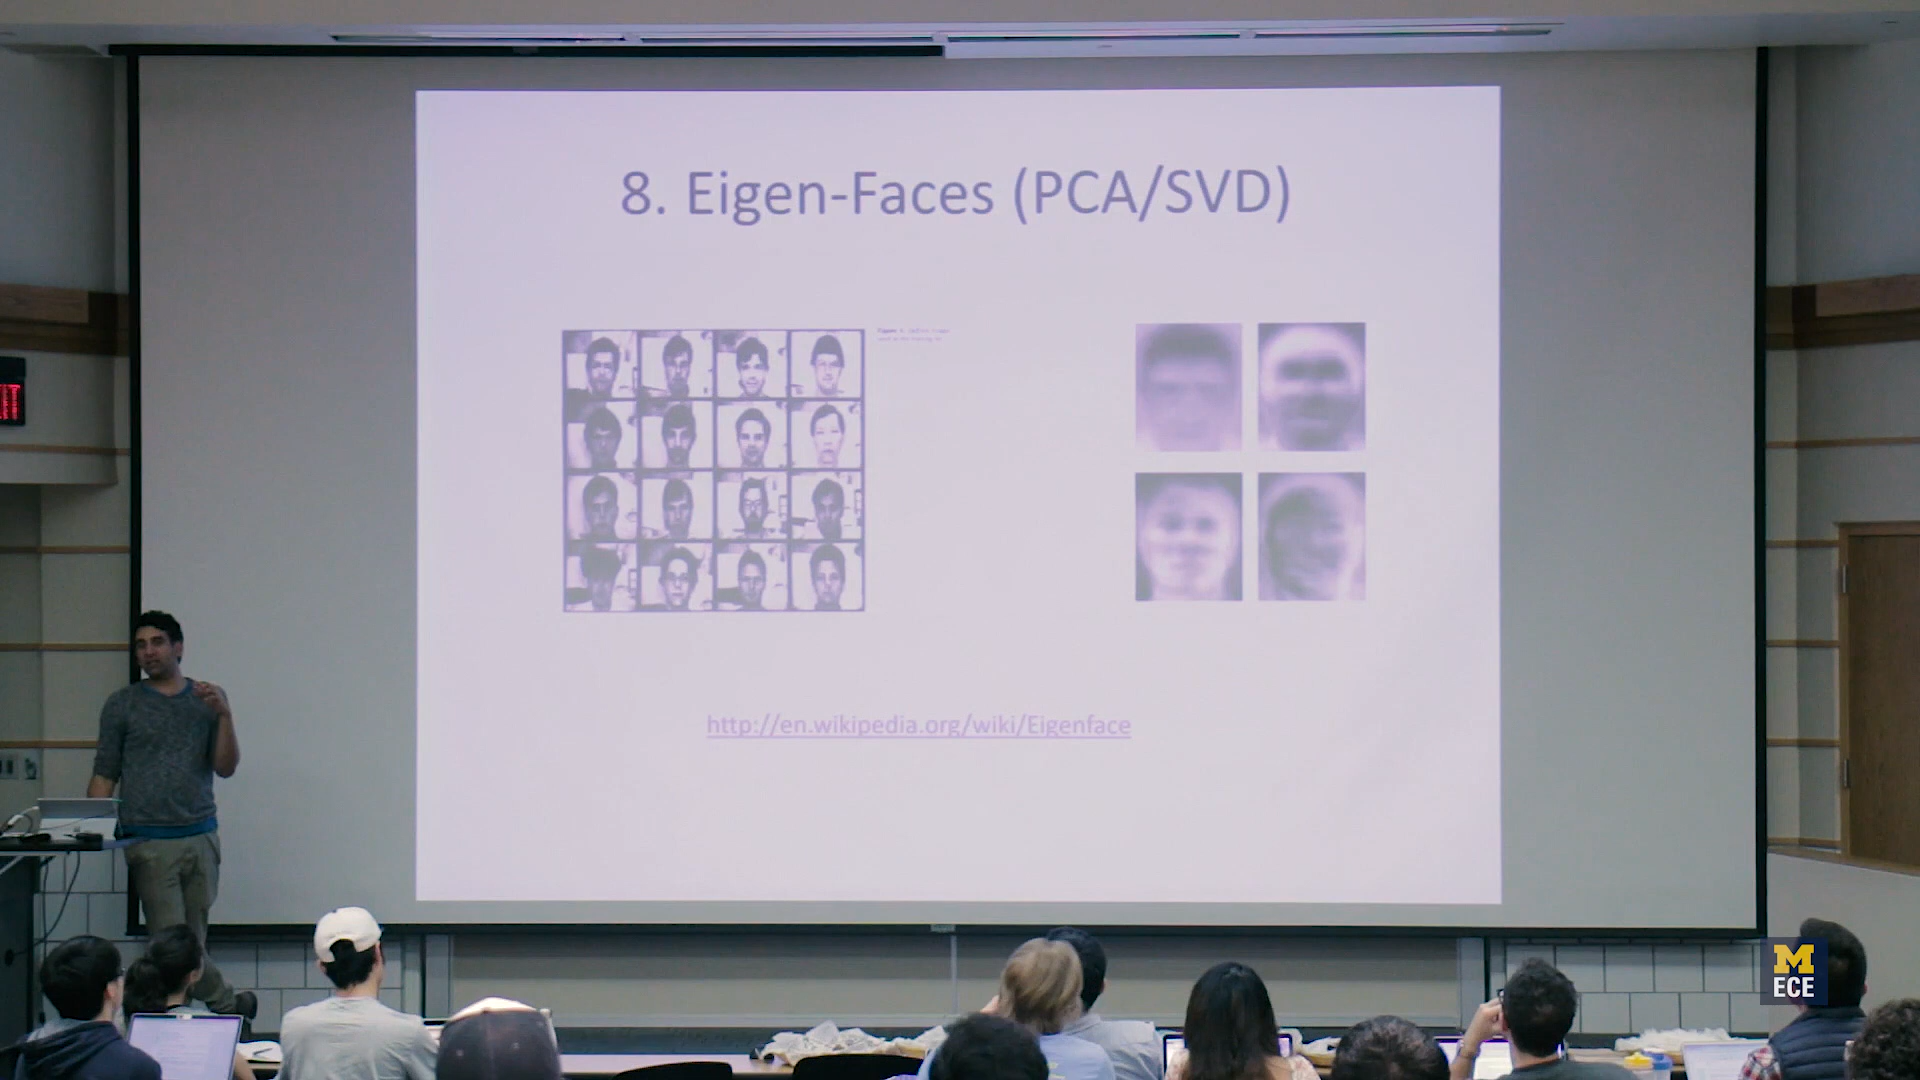 8. Eigen-Faces (PCA/SVD)
http://en.wikipedia.org/wiki/Eigenface
M
ECE